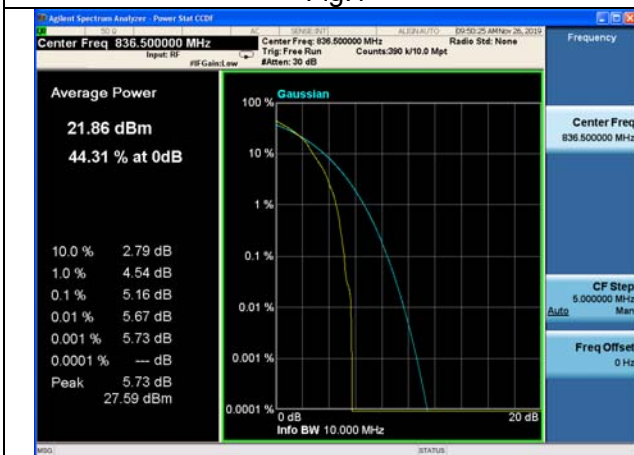 Agilent Spectrum Analyzer - Power Stat CCDF
50 Ω AC SENSE:INT ALIGN AUTO 09:50:25 AM Nov 26, 2019
Center Freq 836.500000 MHz
Input: RF
#IFGain:Low
Center Freq: 836.500000 MHz
Radio Std: None
Trig: Free Run
Counts:390 k/10.0 Mpt
#Atten: 30 dB
Frequency
Average Power
21.86 dBm
44.31 % at 0dB
10.0 % 2.79 dB
1.0 % 4.54 dB
0.1 % 5.16 dB
0.01 % 5.67 dB
0.001 % 5.73 dB
0.0001 % --- dB
Peak 5.73 dB
27.59 dBm
Gaussian
100 %
10 %
1 %
0.1 %
0.01 %
0.001 %
0.0001 %
0 dB
20 dB
Info BW 10.000 MHz
Center Freq
836.500000 MHz
CF Step
5.000000 MHz
Auto Man
Freq Offset
0 Hz
MSG
STATUS